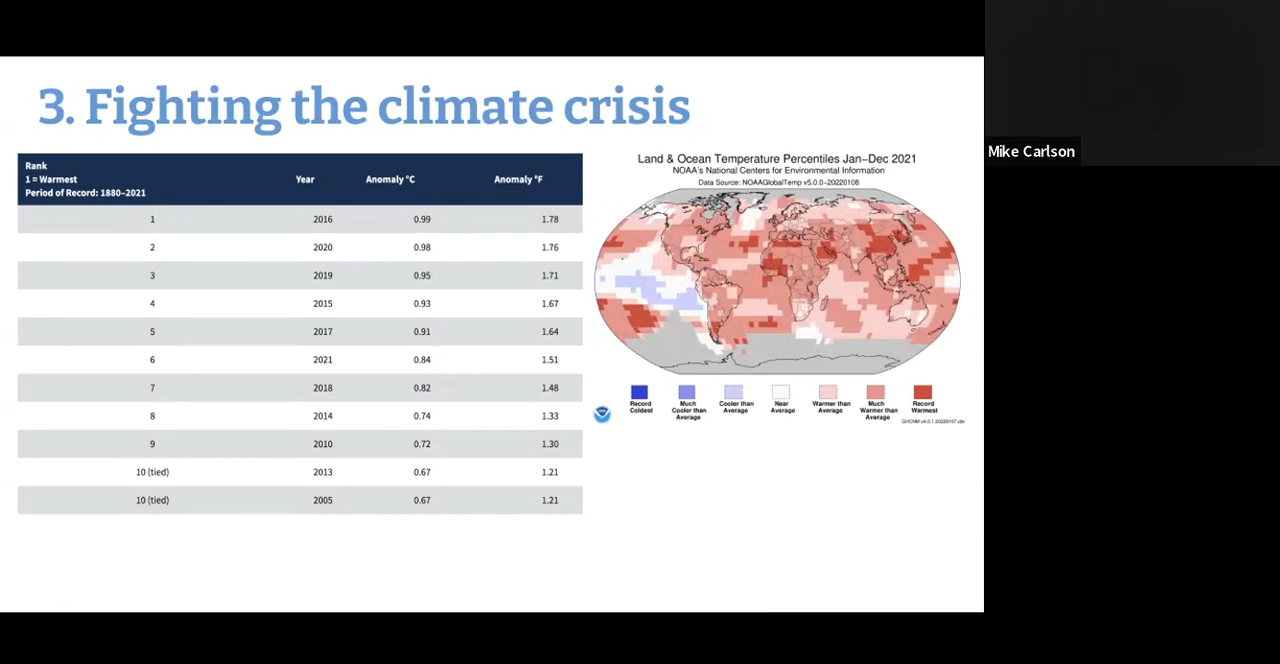 3. Fighting the climate crisis
Rank
1 = Warmest
Period of Record: 1880–2021
Year
Anomaly °C
Anomaly °F
1 2016 0.99 1.78
2 2020 0.98 1.76
3 2019 0.95 1.71
4 2015 0.93 1.67
5 2017 0.91 1.64
6 2021 0.84 1.51
7 2018 0.82 1.48
8 2014 0.74 1.33
9 2010 0.72 1.30
10 (tied) 2013 0.67 1.21
10 (tied) 2005 0.67 1.21
Land & Ocean Temperature Percentiles Jan–Dec 2021
NOAA's National Centers for Environmental Information
Data Source: NOAAGlobalTemp v5.0.0–20220108
Record
Coldest
Much
Cooler than
Average
Cooler than
Average
Near
Average
Warmer than
Average
Much
Warmer than
Average
Record
Warmest
Mike Carlson